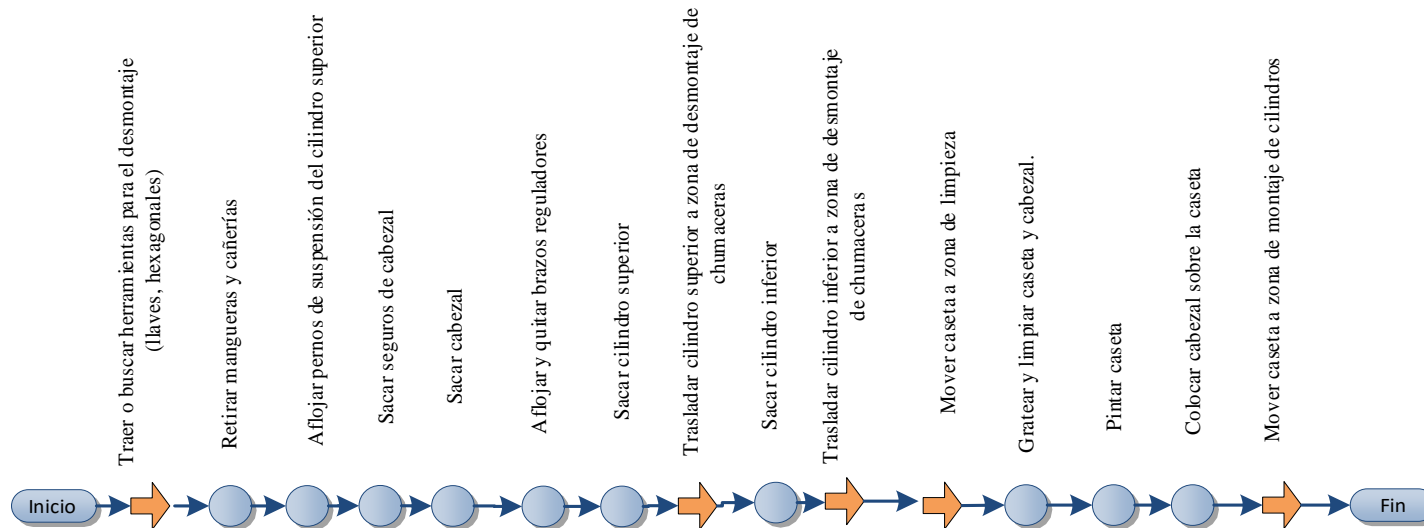 Inicio
Traer o buscar herramientas para el desmontaje
(llaves, hexagonales)
Retirar mangueras y cañerías
Aflojar pernos de suspensión del cilindro superior
Sacar seguros de cabezal
Sacar cabezal
Aflojar y quitar brazos reguladores
Sacar cilindro superior
Trasladar cilindro superior a zona de desmontaje de
chumaceras
Sacar cilindro inferior
Trasladar cilindro inferior a zona de desmontaje
de chumaceras
Mover caseta a zona de limpieza
Gratear y limpiar caseta y cabezal.
Pintar caseta
Colocar cabezal sobre la caseta
Mover caseta a zona de montaje de cilindros
Fin